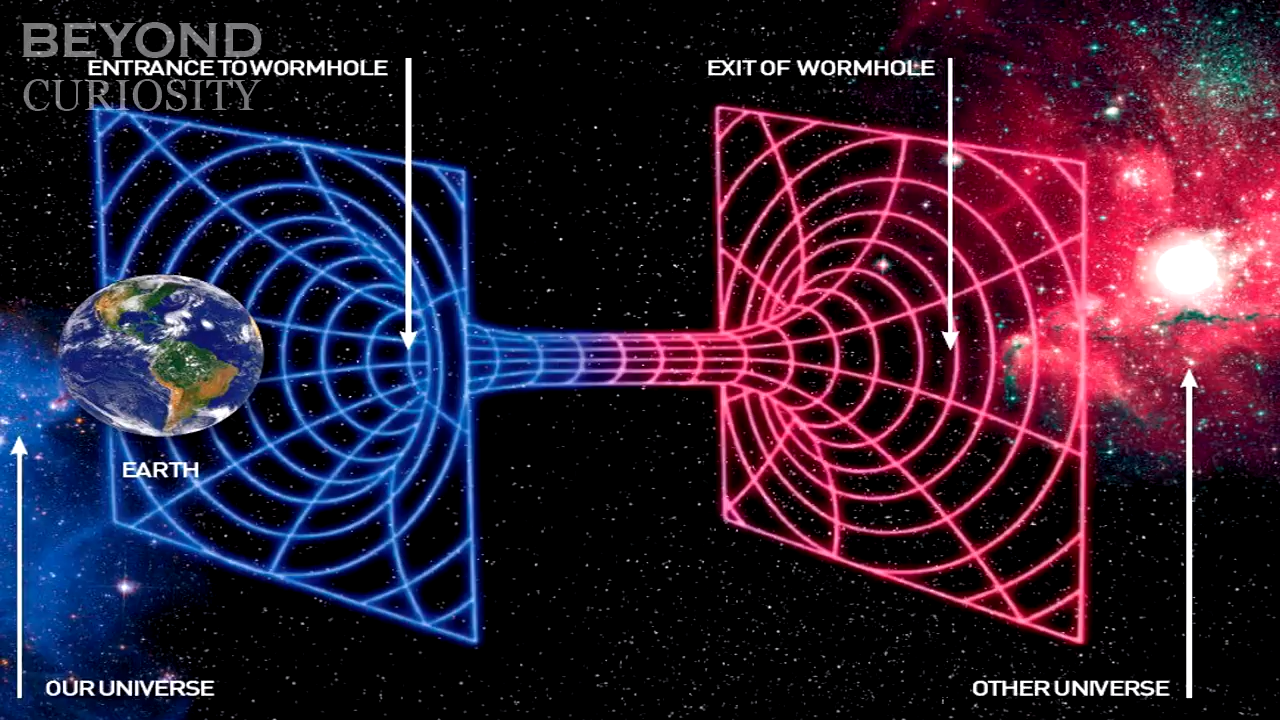 BEYOND
ENTRANCE TO WORMHOLE
CURIOSITY
EXIT OF WORMHOLE
EARTH
OUR UNIVERSE
OTHER UNIVERSE